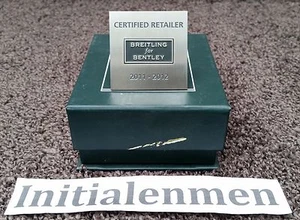 CERTIFIED RETAILER
BREITLING
for
BENTLEY
2011 - 2012
Initialenmen